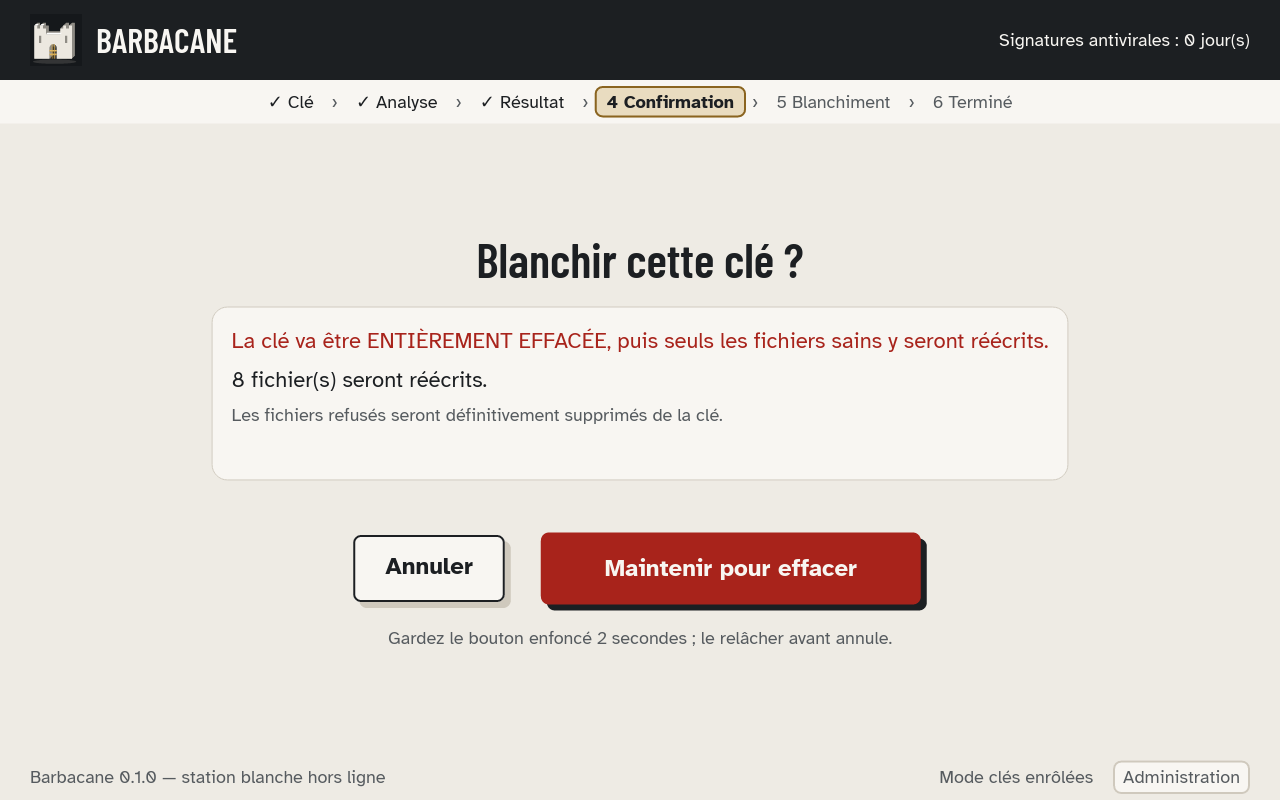 BARBACANE
Signatures antivirales : 0 jour(s)
✓ Clé › ✓ Analyse › ✓ Résultat › 4 Confirmation › 5 Blanchiment › 6 Terminé
Blanchir cette clé ?
La clé va être ENTIÈREMENT EFFACÉE, puis seuls les fichiers sains y seront réécrits.
8 fichier(s) seront réécrits.
Les fichiers refusés seront définitivement supprimés de la clé.
Annuler
Maintenir pour effacer
Gardez le bouton enfoncé 2 secondes ; le relâcher avant annule.
Barbacane 0.1.0 — station blanche hors ligne
Mode clés enrôlées
Administration